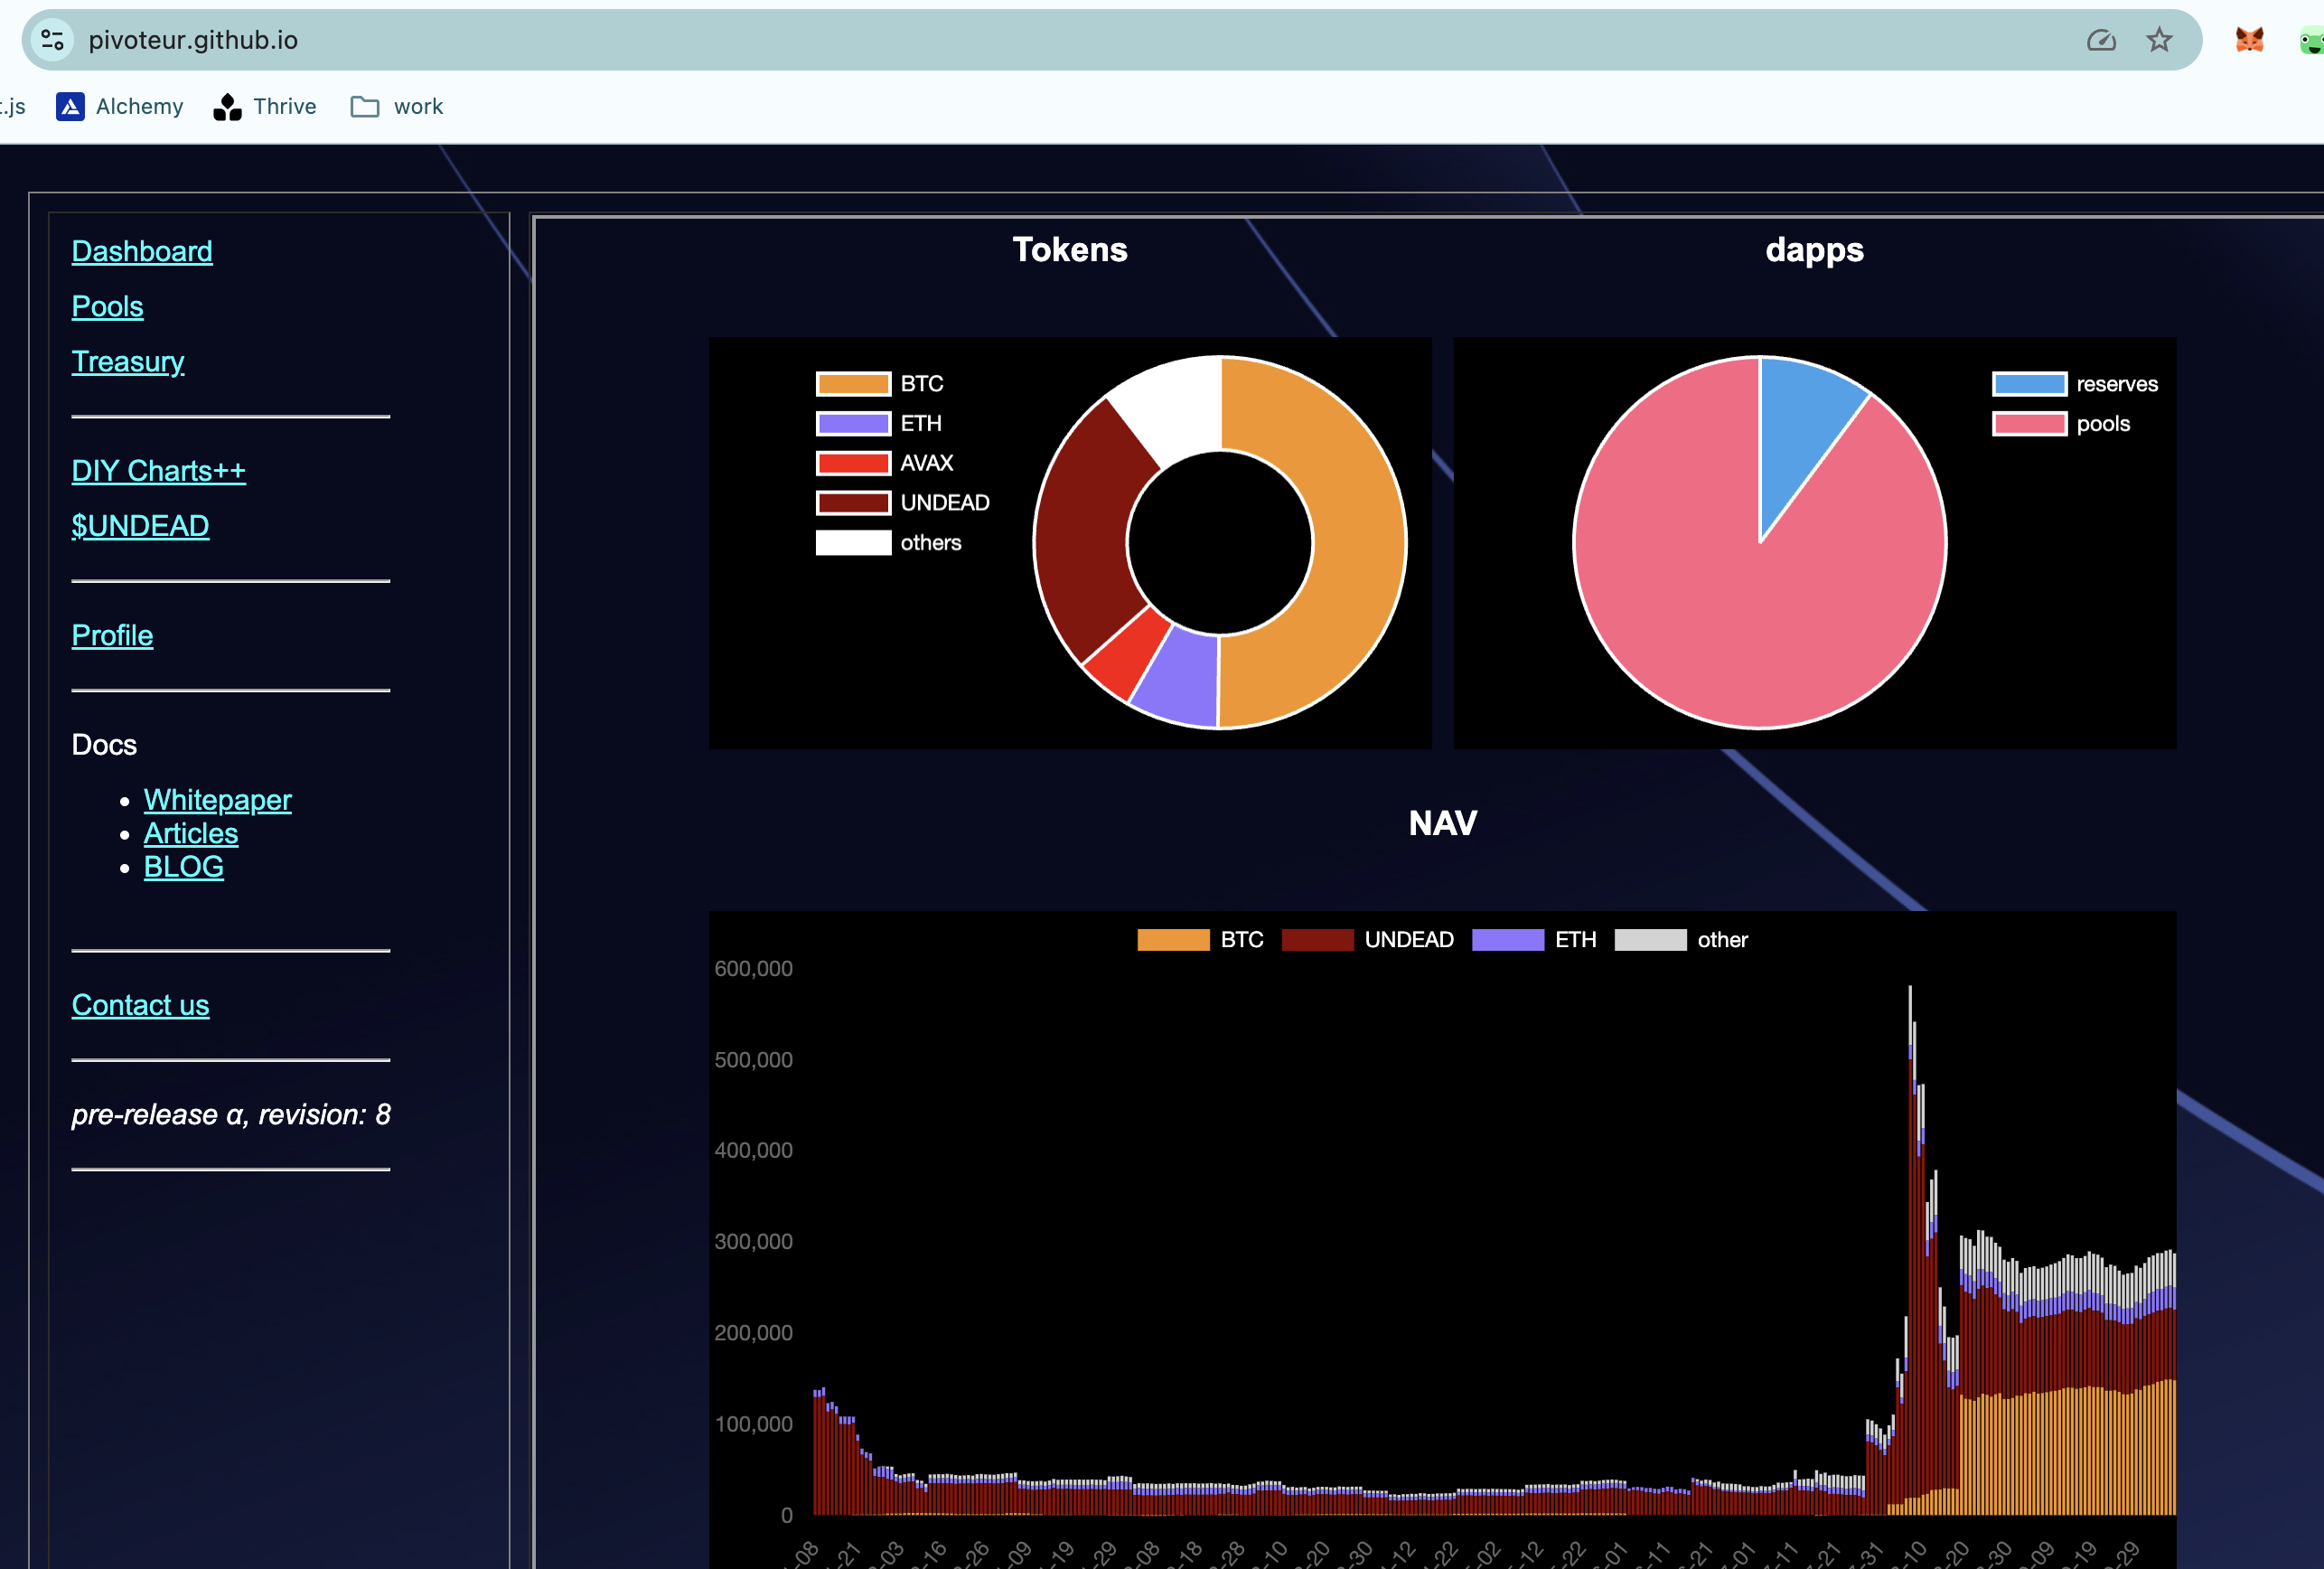 pivoteur.github.io
t.js Alchemy Thrive work
Dashboard
Pools
Treasury
DIY Charts++
$UNDEAD
Profile
Docs
Whitepaper
Articles
BLOG
Contact us
pre-release α, revision: 8
Tokens
BTC
ETH
AVAX
UNDEAD
others
dapps
reserves
pools
NAV
BTC UNDEAD ETH other
600,000
500,000
400,000
300,000
200,000
100,000
0
-08 -21 -03 -16 -26 -09 -19 -29 -08 -18 -28 -10 -20 -30 -12 -22 -02 -12 -22 -01 -11 -21 -01 -11 -21 -31 -10 -20 -30 -09 -19 -29